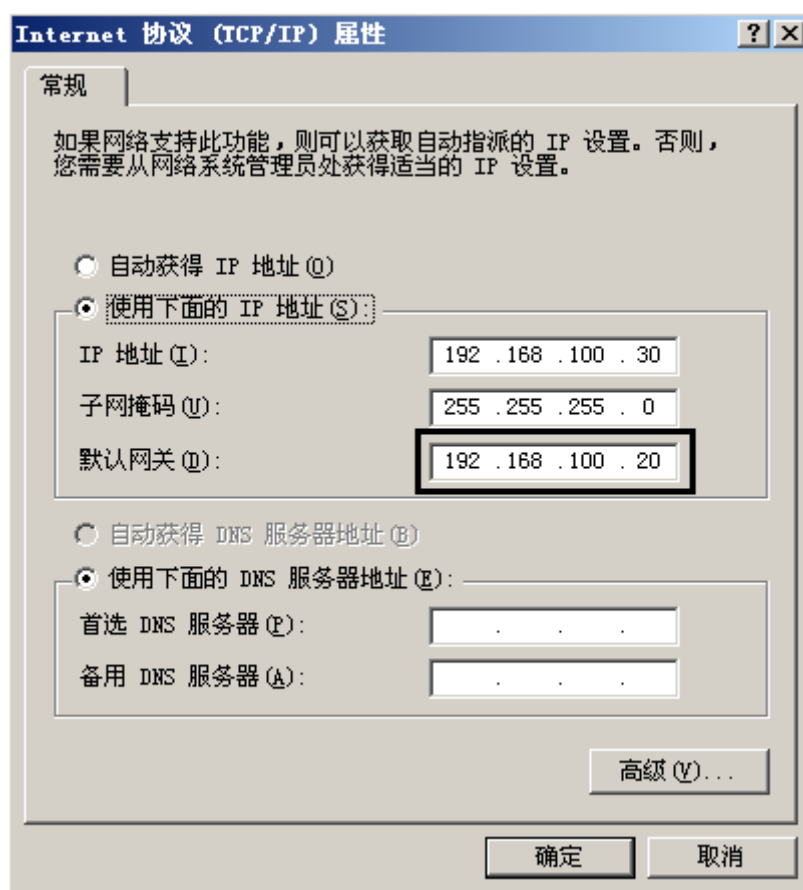 Internet 协议 (TCP/IP) 属性
常规
如果网络支持此功能，则可以获取自动指派的 IP 设置。否则，
您需要从网络系统管理员处获得适当的 IP 设置。
自动获得 IP 地址(O)
使用下面的 IP 地址(S):
IP 地址(I): 192 .168 .100 . 30
子网掩码(U): 255 .255 .255 . 0
默认网关(D): 192 .168 .100 . 20
自动获得 DNS 服务器地址(B)
使用下面的 DNS 服务器地址(E):
首选 DNS 服务器(P): . . .
备用 DNS 服务器(A): . . .
高级(V)...
确定 取消